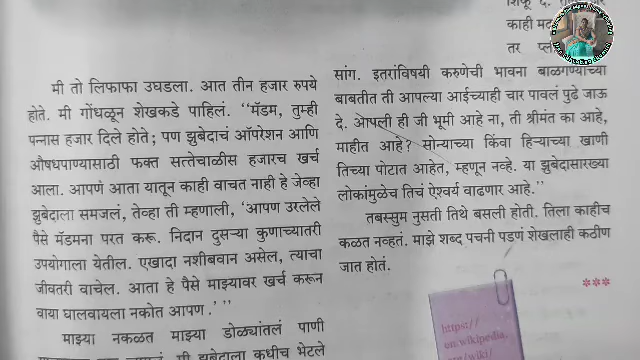 मी तो लिफाफा उघडला. आत तीन हजार रुपये
होते. मी गोंधळून शेखकडे पाहिलं. ‘‘मॅडम, तुम्ही
पन्नास हजार दिले होते; पण झुबेदाचं ऑपरेशन आणि
औषधपाण्यासाठी फक्त सत्तेचाळीस हजारच खर्च
आला. आपणं आता यातून काही वाचत नाही हे जेव्हा
झुबेदाला समजलं, तेव्हा ती म्हणाली, ‘आपण उरलेले
पैसे मॅडमना परत करू. निदान दुसऱ्या कुणाच्यातरी
उपयोगाला येतील. एखादा नशीबवान असेल, त्याचा
जीवतरी वाचेल. आता हे पैसे माझ्यावर खर्च करून
वाया घालवायला नकोत आपण.’ ’’
माझ्या नकळत माझ्या डोळ्यांतलं पाणी
मी झुबेदाला कधीच भेटले
काही
तर
सांग. इतरांविषयी करुणेची भावना बाळगण्याच्या
बाबतीत ती आपल्या आईच्याही चार पावलं पुढे जाऊ
दे. आपली ही जी भूमी आहे ना, ती श्रीमंत का आहे,
माहीत आहे? सोन्याच्या किंवा हिऱ्याच्या खाणी
तिच्या पोटात आहेत, म्हणून नव्हे. या झुबेदासारख्या
लोकांमुळेच तिचं ऐश्वर्य वाढणार आहे.’’
तबस्सुम नुसती तिथे बसली होती. तिला काहीच
कळत नव्हतं. माझे शब्द पचनी पडणं शेखलाही कठीण
जात होतं.
***
https://
en.wikipedia.